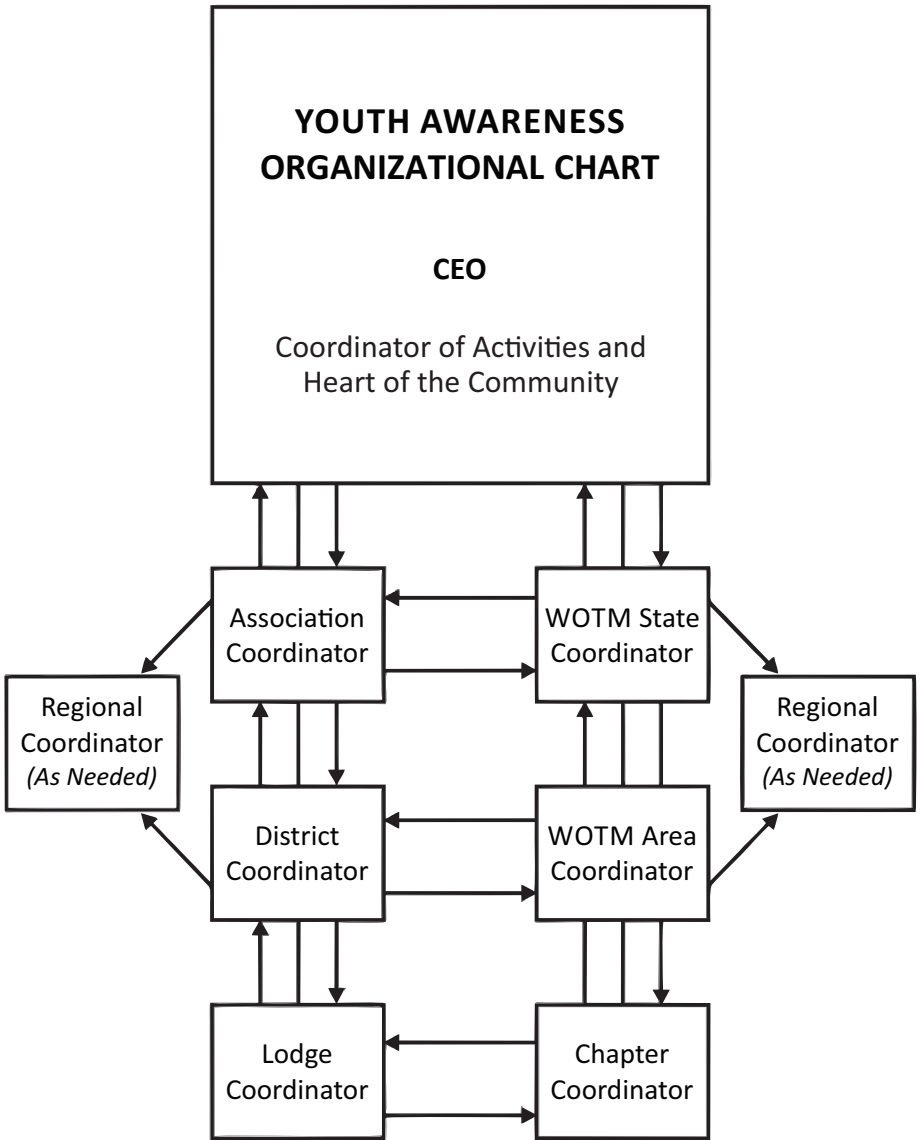 YOUTH AWARENESS
ORGANIZATIONAL CHART
CEO
Coordinator of Activities and
Heart of the Community
Association
Coordinator
WOTM State
Coordinator
Regional
Coordinator
(As Needed)
Regional
Coordinator
(As Needed)
District
Coordinator
WOTM Area
Coordinator
Lodge
Coordinator
Chapter
Coordinator